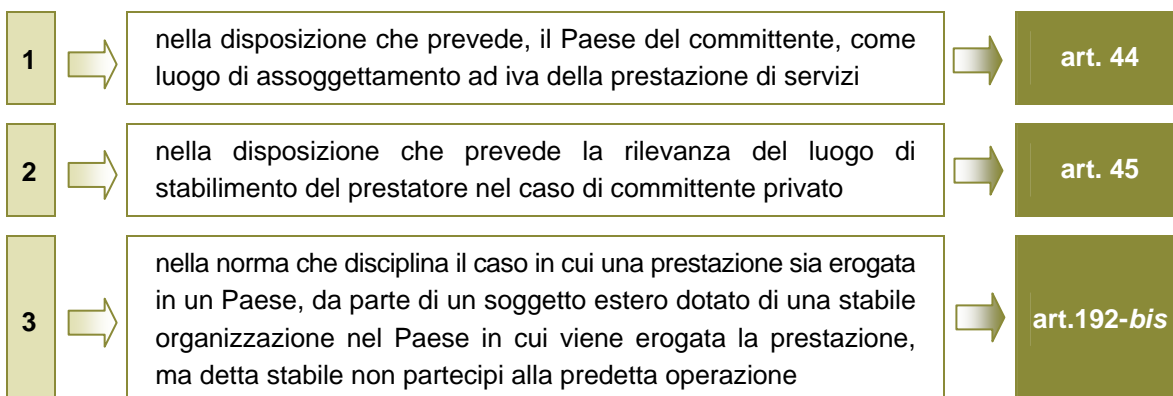 1
nella disposizione che prevede, il Paese del committente, come
luogo di assoggettamento ad iva della prestazione di servizi
art. 44
2
nella disposizione che prevede la rilevanza del luogo di
stabilimento del prestatore nel caso di committente privato
art. 45
3
nella norma che disciplina il caso in cui una prestazione sia erogata
in un Paese, da parte di un soggetto estero dotato di una stabile
organizzazione nel Paese in cui viene erogata la prestazione,
ma detta stabile non partecipi alla predetta operazione
art.192-bis